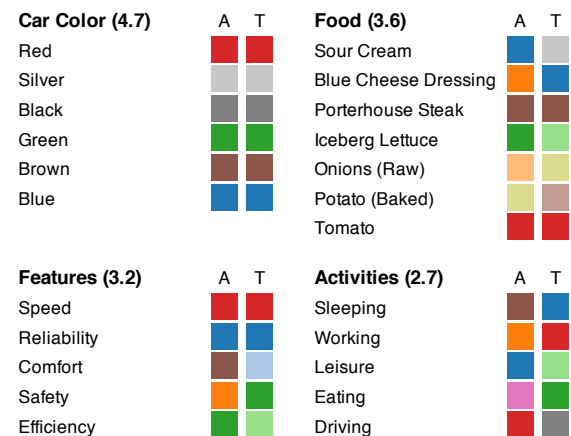 Car Color (4.7) A T
Red
Silver
Black
Green
Brown
Blue
Food (3.6) A T
Sour Cream
Blue Cheese Dressing
Porterhouse Steak
Iceberg Lettuce
Onions (Raw)
Potato (Baked)
Tomato
Features (3.2) A T
Speed
Reliability
Comfort
Safety
Efficiency
Activities (2.7) A T
Sleeping
Working
Leisure
Eating
Driving